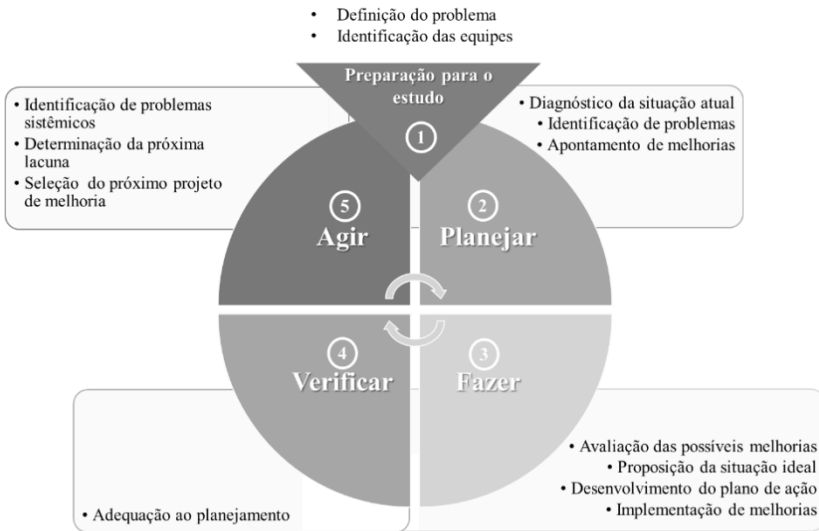 • Definição do problema
• Identificação das equipes
Preparação para o
estudo
1
• Identificação de problemas
sistêmicos
• Determinação da próxima
lacuna
• Seleção do próximo projeto
de melhoria
• Diagnóstico da situação atual
• Identificação de problemas
• Apontamento de melhorias
5
Agir
2
Planejar
4
Verificar
3
Fazer
• Adequação ao planejamento
• Avaliação das possíveis melhorias
• Proposição da situação ideal
• Desenvolvimento do plano de ação
• Implementação de melhorias